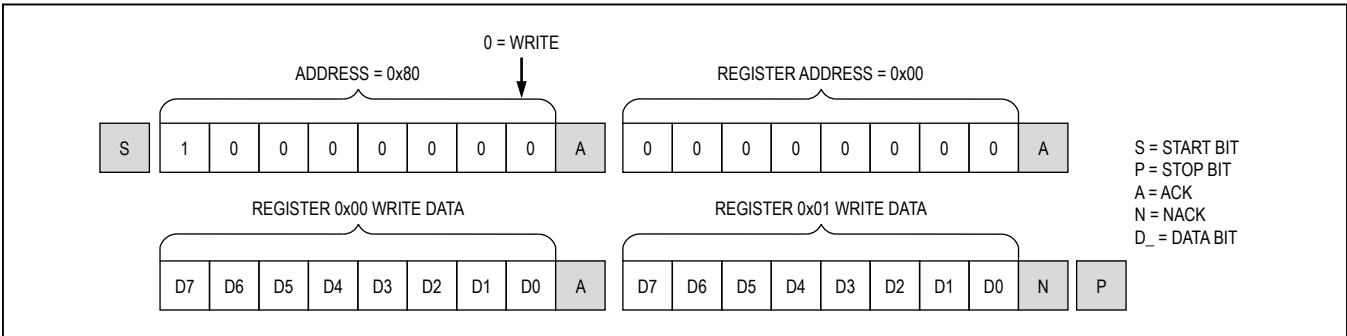 0 = WRITE
ADDRESS = 0x80
REGISTER ADDRESS = 0x00
S 1 0 0 0 0 0 0 0 A 0 0 0 0 0 0 0 0 A
REGISTER 0x00 WRITE DATA
REGISTER 0x01 WRITE DATA
D7 D6 D5 D4 D3 D2 D1 D0 A D7 D6 D5 D4 D3 D2 D1 D0 N P
S = START BIT
P = STOP BIT
A = ACK
N = NACK
D_ = DATA BIT